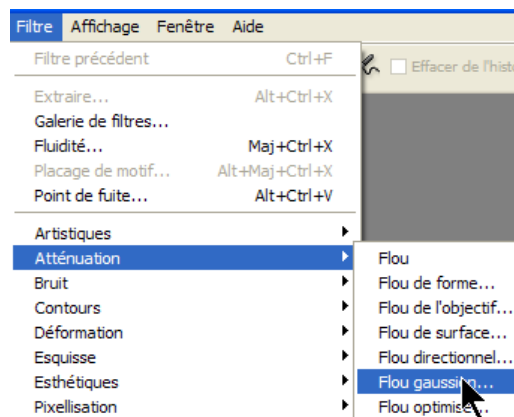 Filtre Affichage Fenêtre Aide
Filtre précédent Ctrl+F
Effacer de l'hist
Extraire... Alt+Ctrl+X
Galerie de filtres...
Fluidité... Maj+Ctrl+X
Placage de motif... Alt+Maj+Ctrl+X
Point de fuite... Alt+Ctrl+V
Artistiques
Atténuation
Flou
Bruit
Flou de forme...
Contours
Flou de l'objectif...
Déformation
Flou de surface...
Esquisse
Flou directionnel...
Esthétiques
Flou gaussien...
Pixellisation
Flou optimisé...